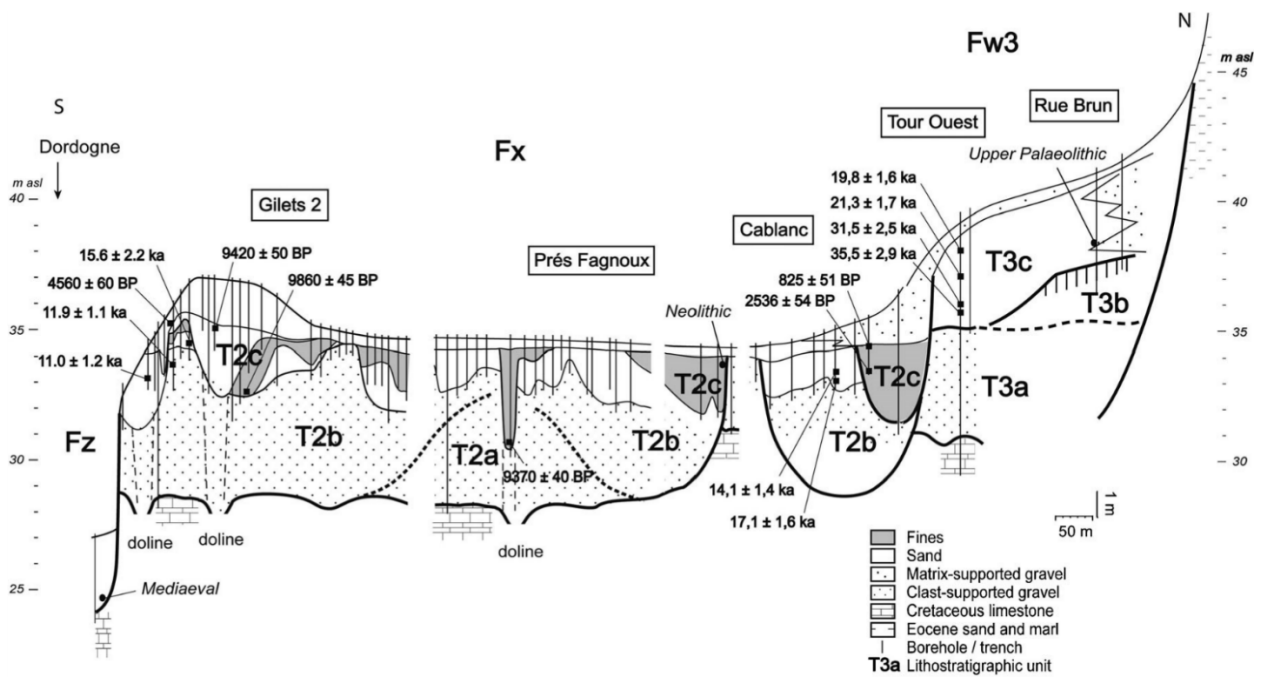 N
Fw3
m asl
45
S
Rue Brun
Dordogne
Tour Ouest
Fx
Upper Palaeolithic
m asl
40
19,8 ± 1,6 ka
40
Gilets 2
21,3 ± 1,7 ka
31,5 ± 2,5 ka
Cablanc
35,5 ± 2,9 ka
15.6 ± 2.2 ka
9420 ± 50 BP
Prés Fagnoux
T3c
4560 ± 60 BP
9860 ± 45 BP
825 ± 51 BP
2536 ± 54 BP
T3b
11.9 ± 1.1 ka
Neolithic
35
35
11.0 ± 1.2 ka
T2c
T2c
T2c
T3a
Fz
T2b
T2a
T2b
T2b
30
9370 ± 40 BP
30
14,1 ± 1,4 ka
17,1 ± 1,6 ka
1 m
50 m
doline
doline
doline
25
Mediaeval
Fines
Sand
Matrix-supported gravel
Clast-supported gravel
Cretaceous limestone
Eocene sand and marl
Borehole / trench
T3a Lithostratigraphic unit